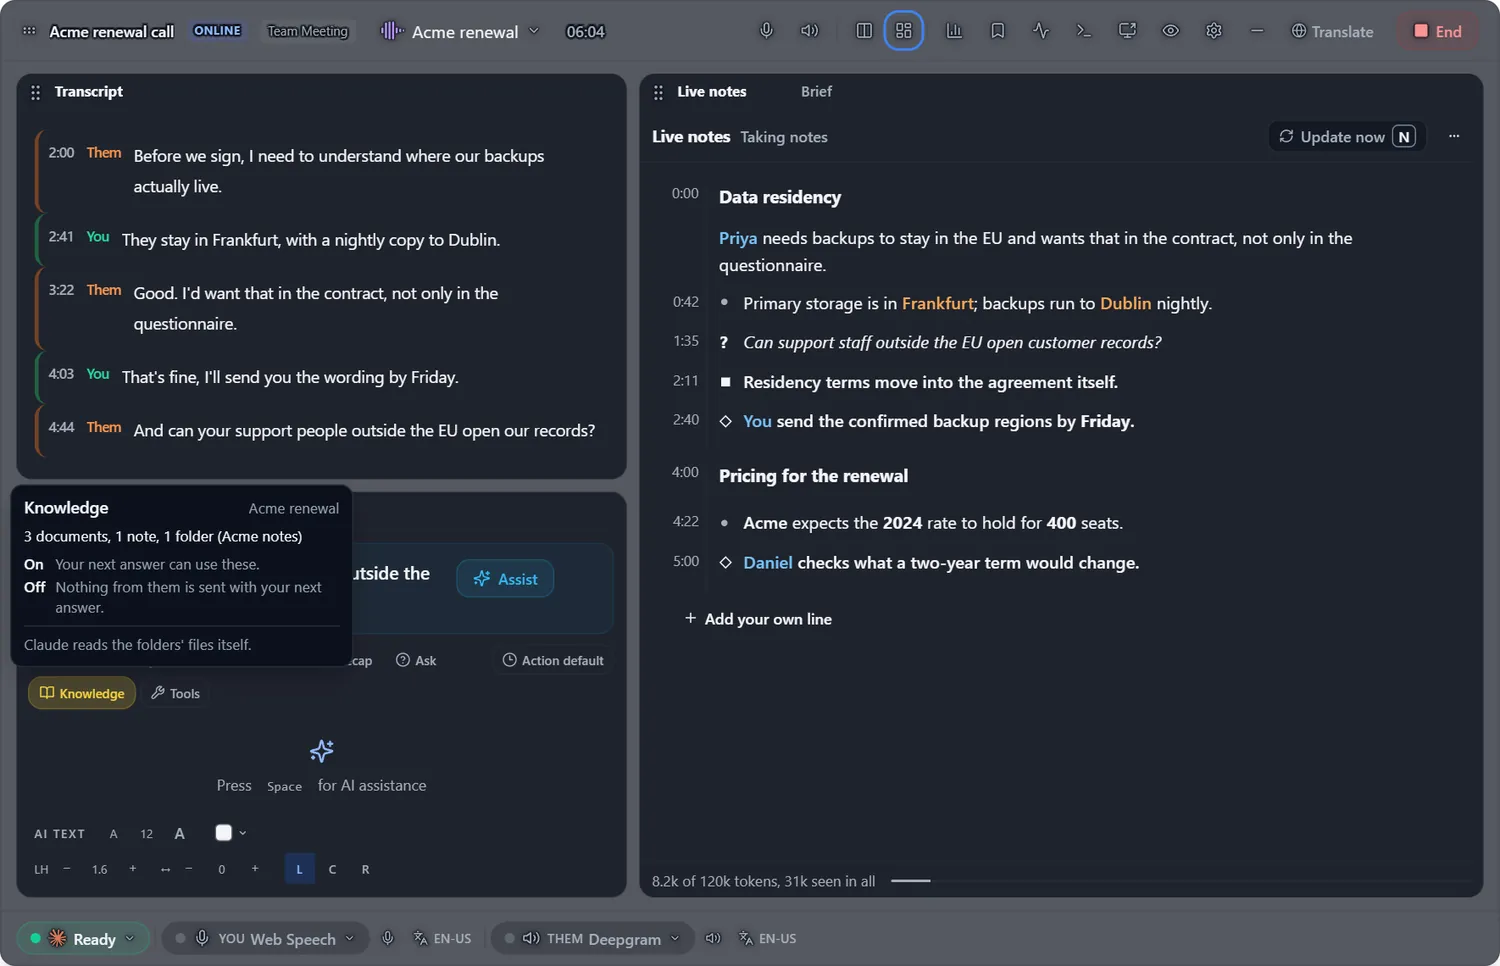 Acme renewal call ONLINE Team Meeting Acme renewal 06:04 Translate End
Transcript
2:00 Them Before we sign, I need to understand where our backups
actually live.
2:41 You They stay in Frankfurt, with a nightly copy to Dublin.
3:22 Them Good. I'd want that in the contract, not only in the
questionnaire.
4:03 You That's fine, I'll send you the wording by Friday.
4:44 Them And can your support people outside the EU open our records?
Knowledge Acme renewal
3 documents, 1 note, 1 folder (Acme notes)
On Your next answer can use these.
Off Nothing from them is sent with your next
answer.
Claude reads the folders' files itself.
outside the
Assist
cap Ask Action default
Knowledge Tools
Press Space for AI assistance
AI TEXT A 12 A
LH − 1.6 + ↔ − 0 + L C R
Live notes Brief
Live notes Taking notes Update now N ...
0:00 Data residency
Priya needs backups to stay in the EU and wants that in the contract, not only in the
questionnaire.
0:42 • Primary storage is in Frankfurt; backups run to Dublin nightly.
1:35 ? Can support staff outside the EU open customer records?
2:11 ■ Residency terms move into the agreement itself.
2:40 ◇ You send the confirmed backup regions by Friday.
4:00 Pricing for the renewal
4:22 • Acme expects the 2024 rate to hold for 400 seats.
5:00 ◇ Daniel checks what a two-year term would change.
+ Add your own line
8.2k of 120k tokens, 31k seen in all
Ready YOU Web Speech EN-US THEM Deepgram EN-US